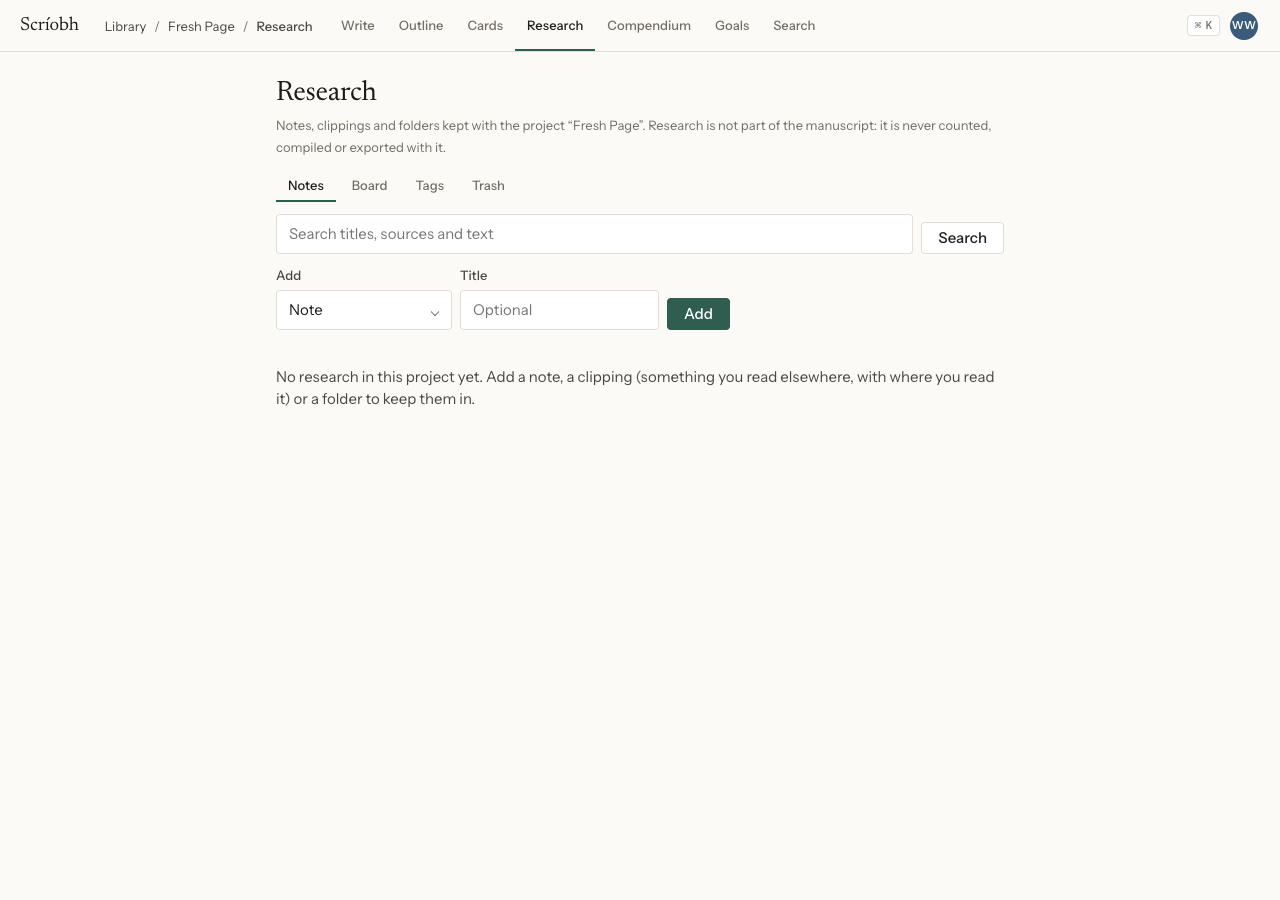 Scríobh Library / Fresh Page / Research Write Outline Cards Research Compendium Goals Search ⌘ K WW
Research
Notes, clippings and folders kept with the project “Fresh Page”. Research is not part of the manuscript: it is never counted,
compiled or exported with it.
Notes Board Tags Trash
Search titles, sources and text Search
Add Title
Note Optional Add
No research in this project yet. Add a note, a clipping (something you read elsewhere, with where you read
it) or a folder to keep them in.